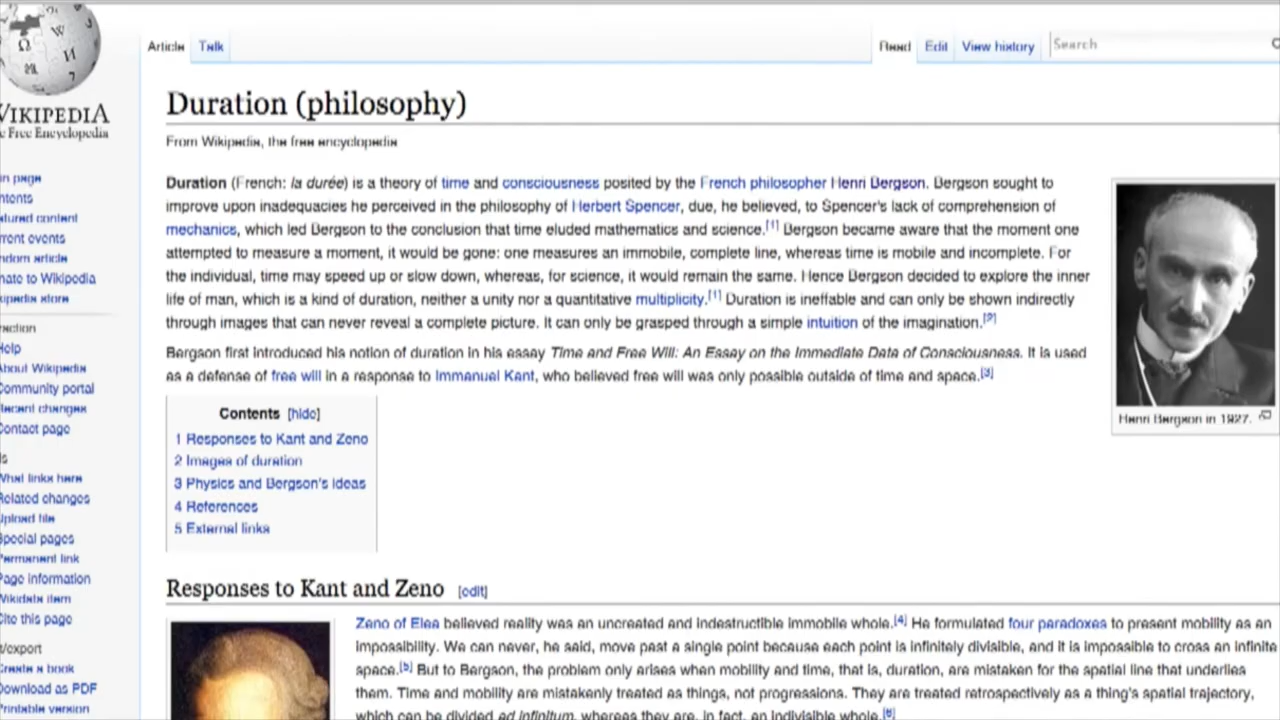 Article Talk Read Edit View history Search
WIKIPEDIA
e Free Encyclopedia
Duration (philosophy)
From Wikipedia, the free encyclopedia
Duration (French: la durée) is a theory of time and consciousness posited by the French philosopher Henri Bergson. Bergson sought to
improve upon inadequacies he perceived in the philosophy of Herbert Spencer, due, he believed, to Spencer's lack of comprehension of
mechanics, which led Bergson to the conclusion that time eluded mathematics and science.[1] Bergson became aware that the moment one
attempted to measure a moment, it would be gone: one measures an immobile, complete line, whereas time is mobile and incomplete. For
the individual, time may speed up or slow down, whereas, for science, it would remain the same. Hence Bergson decided to explore the inner
life of man, which is a kind of duration, neither a unity nor a quantitative multiplicity.[1] Duration is ineffable and can only be shown indirectly
through images that can never reveal a complete picture. It can only be grasped through a simple intuition of the imagination.[2]
Bergson first introduced his notion of duration in his essay Time and Free Will: An Essay on the Immediate Data of Consciousness. It is used
as a defense of free will in a response to Immanuel Kant, who believed free will was only possible outside of time and space.[3]
Henri Bergson in 1927.
Contents [hide]
1 Responses to Kant and Zeno
2 Images of duration
3 Physics and Bergson's ideas
4 References
5 External links
Responses to Kant and Zeno [edit]
Zeno of Elea believed reality was an uncreated and indestructible immobile whole.[4] He formulated four paradoxes to present mobility as an
impossibility. We can never, he said, move past a single point because each point is infinitely divisible, and it is impossible to cross an infinite
space.[5] But to Bergson, the problem only arises when mobility and time, that is, duration, are mistaken for the spatial line that underlies
them. Time and mobility are mistakenly treated as things, not progressions. They are treated retrospectively as a thing's spatial trajectory,
which can be divided ad infinitum, whereas they are, in fact, an indivisible whole.[6]
in page
ntents
atured content
rrent events
ndom article
nate to Wikipedia
kipedia store
raction
Help
About Wikipedia
Community portal
Recent changes
Contact page
ls
What links here
Related changes
Upload file
Special pages
Permanent link
Page information
Wikidata item
Cite this page
t/export
Create a book
Download as PDF
Printable version